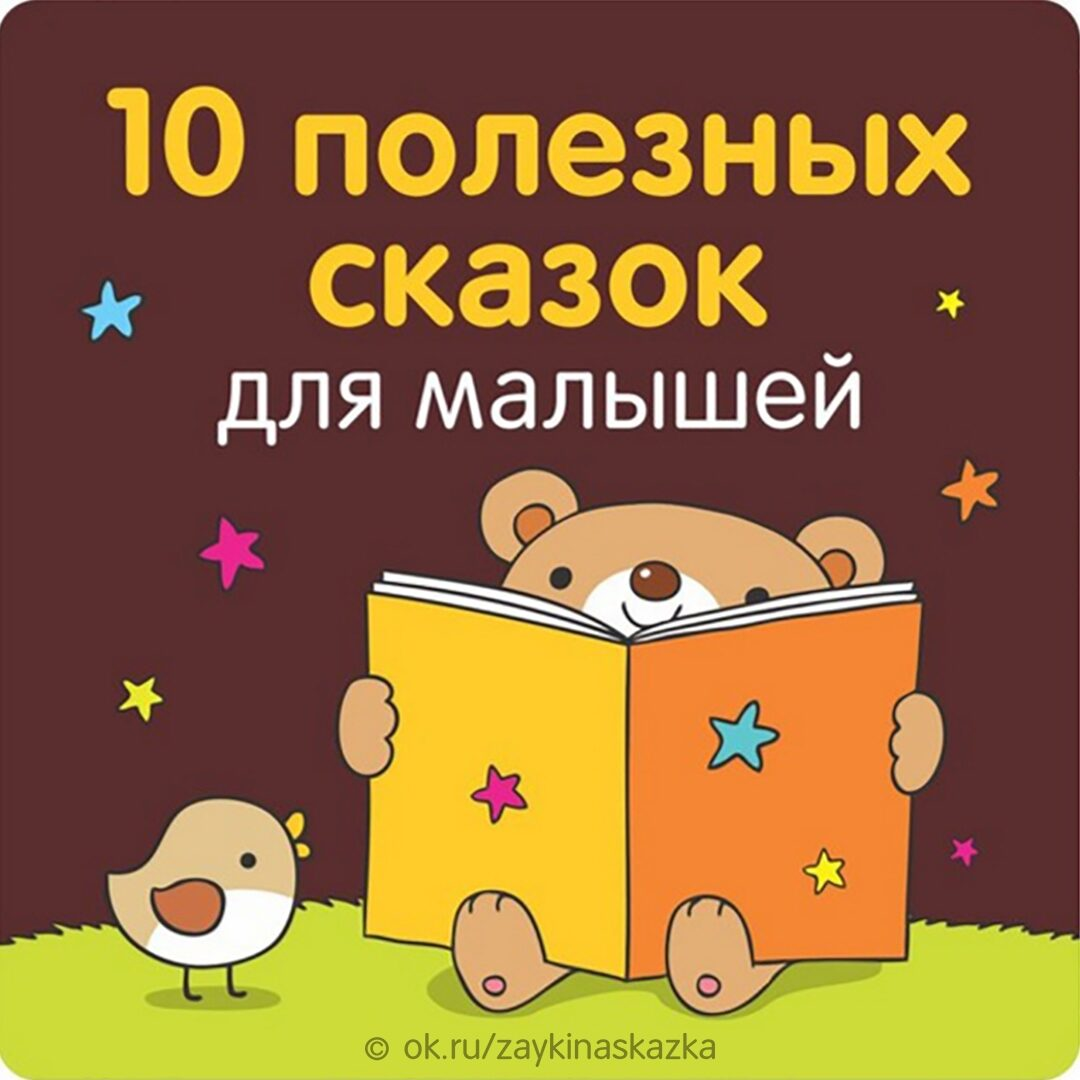 10 полезных
сказок
для малышей
© ok.ru/zaykinaskazka